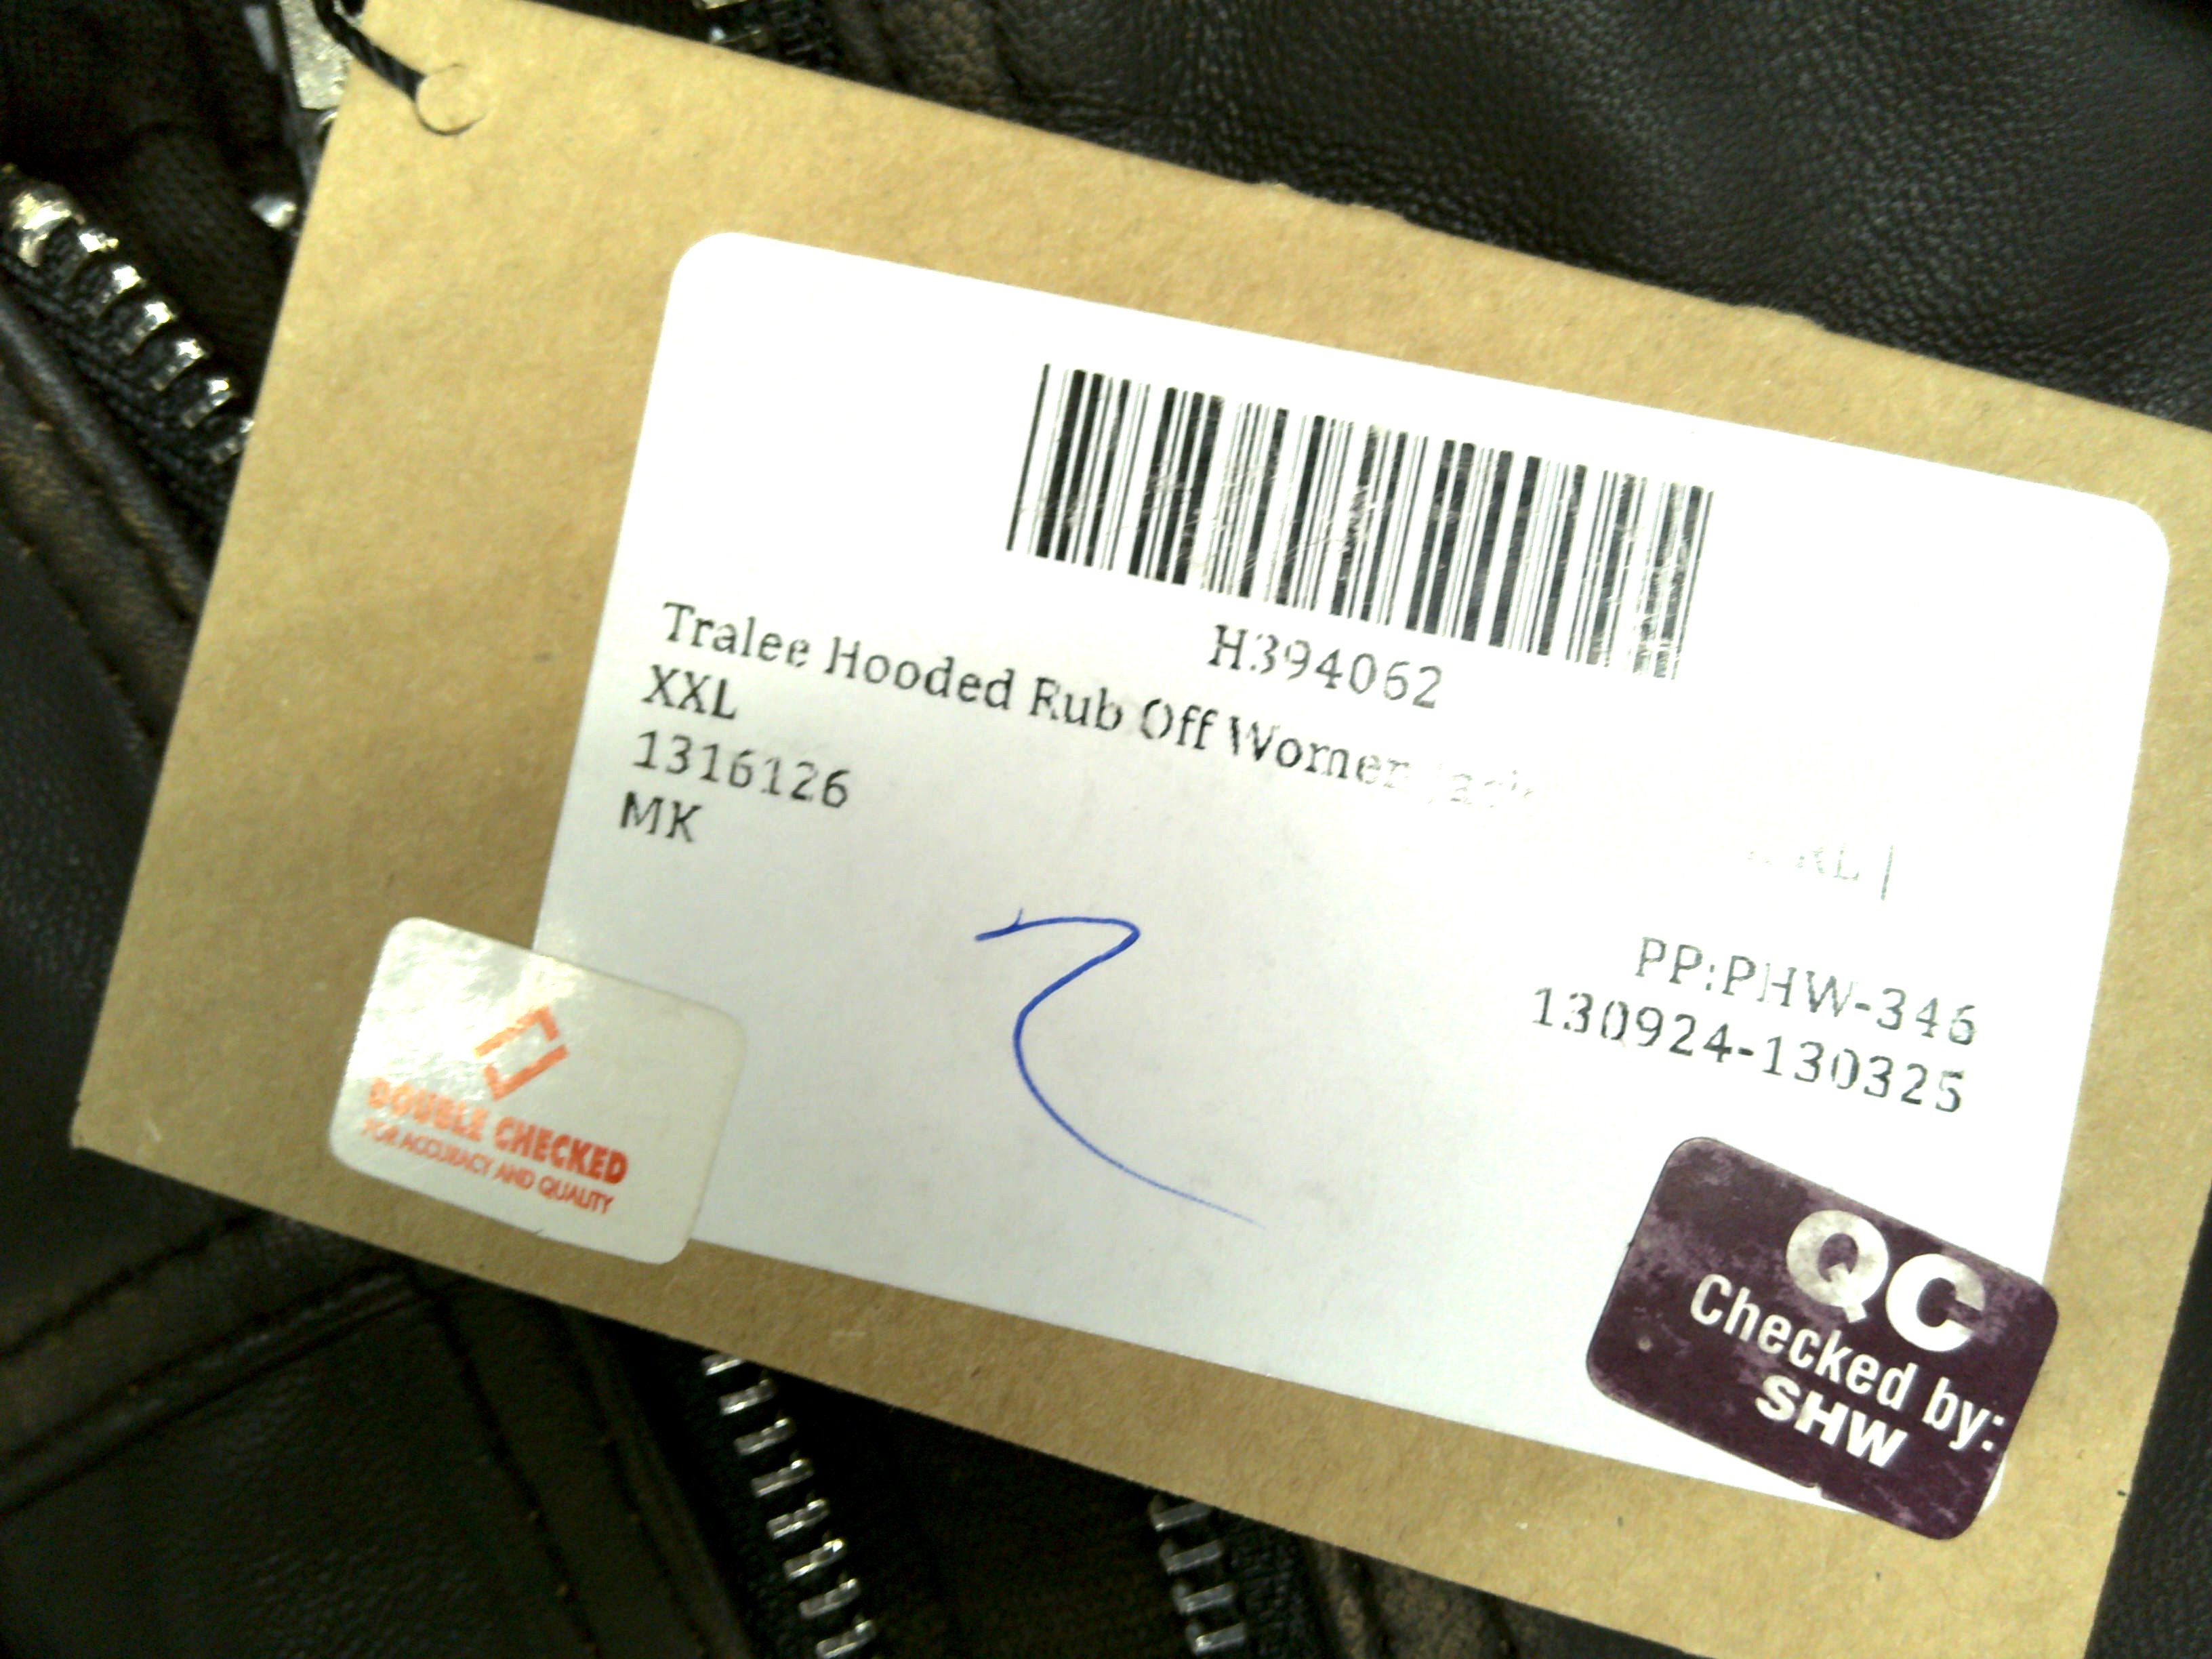 H394062
Tralee Hooded Rub Off Women
XXL
1316126
MK
PP:PHW-346
130924-130325
DOUBLE CHECKED
FOR ACCURACY AND QUALITY
QC
Checked by:
SHW